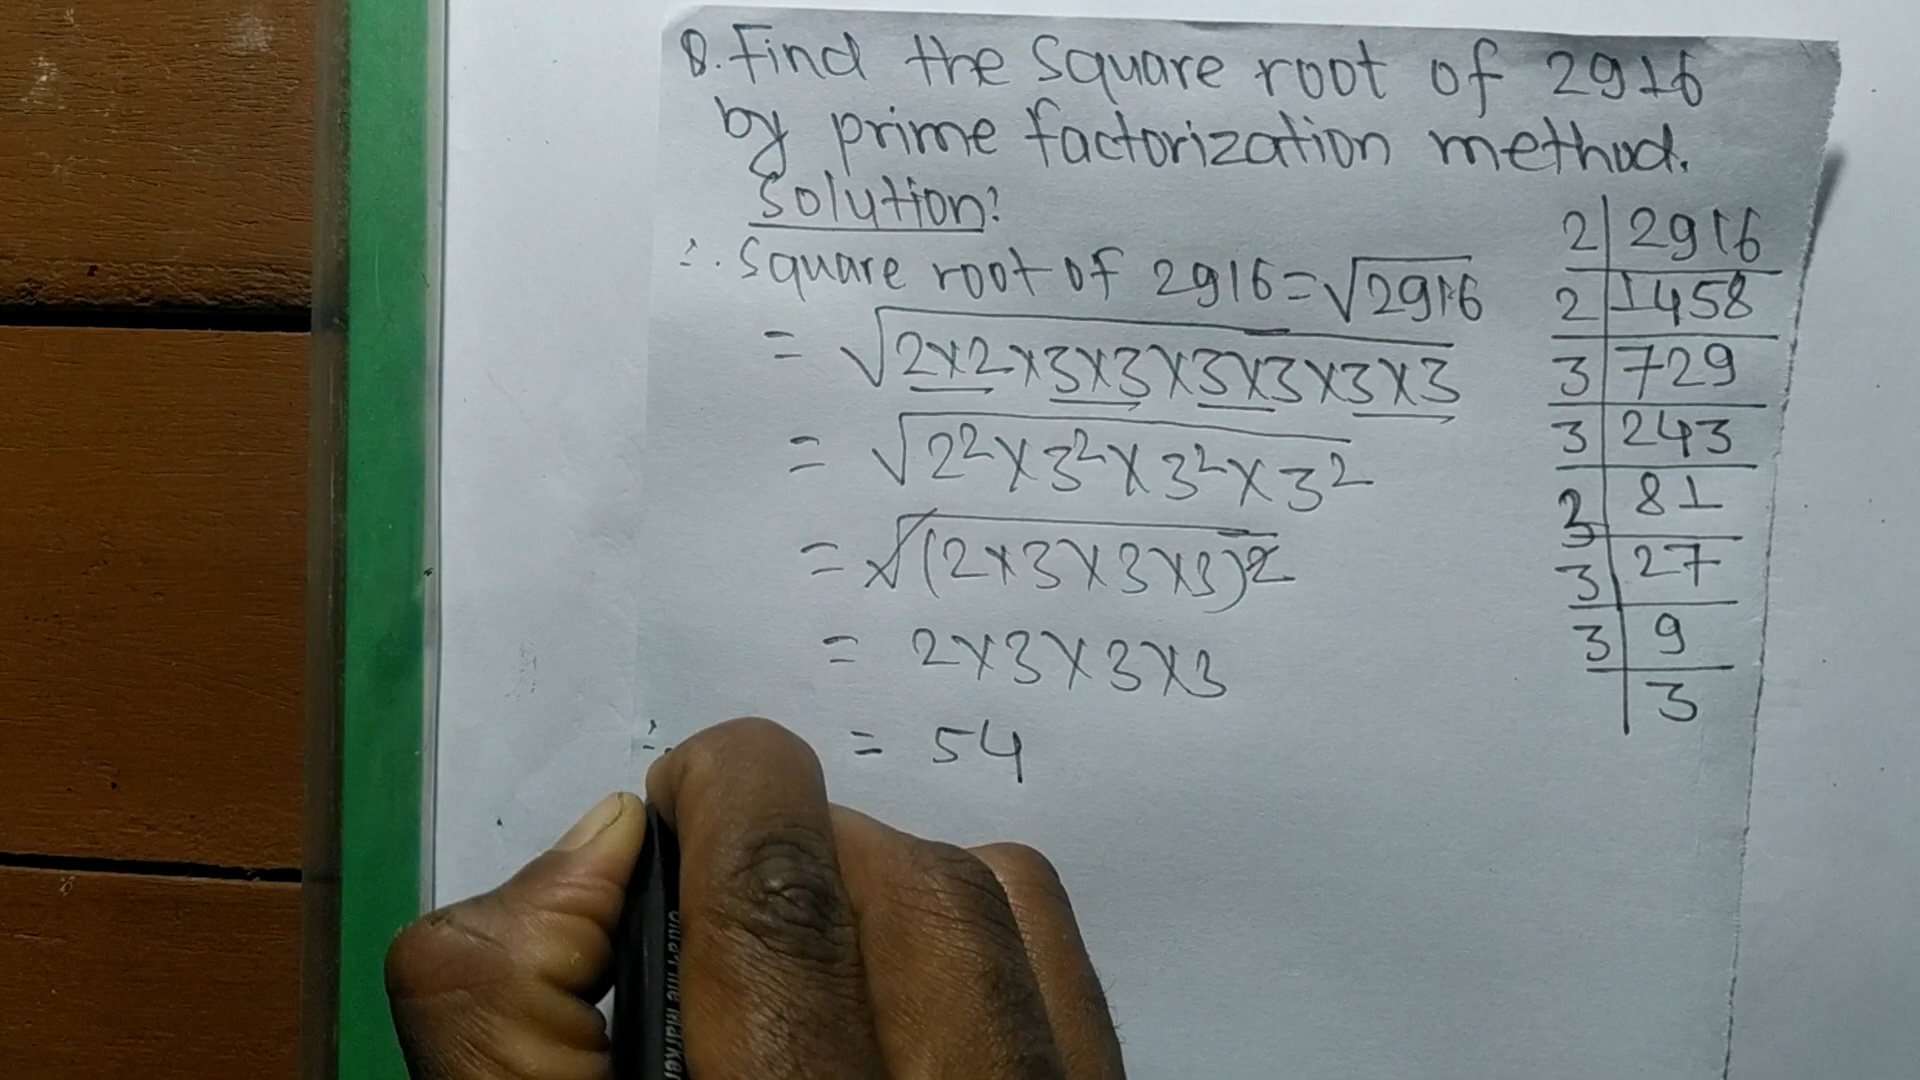 Q. Find the square root of 2916
by prime factorization method.
Solution:
∴ Square root of 2916 = √2916
= √2×2×3×3×3×3×3×3
= √2²×3²×3²×3²
= √(2×3×3×3)²
= 2×3×3×3
∴ = 54
2 | 2916
2 | 1458
3 | 729
3 | 243
3 | 81
3 | 27
3 | 9
3
Marker